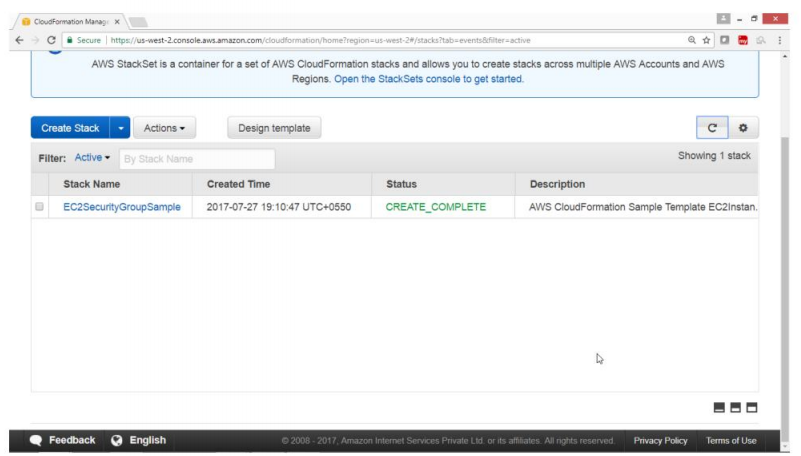 CloudFormation Manag
Secure | https://us-west-2.console.aws.amazon.com/cloudformation/home?region=us-west-2#/stacks?tab=events&filter=active
AWS StackSet is a container for a set of AWS CloudFormation stacks and allows you to create stacks across multiple AWS Accounts and AWS
Regions. Open the StackSets console to get started.
Create Stack Actions Design template
Filter: Active By Stack Name Showing 1 stack
Stack Name Created Time Status Description
EC2SecurityGroupSample 2017-07-27 19:10:47 UTC+0550 CREATE_COMPLETE AWS CloudFormation Sample Template EC2Instan.
Feedback English © 2008 - 2017, Amazon Internet Services Private Ltd. or its affiliates. All rights reserved. Privacy Policy Terms of Use